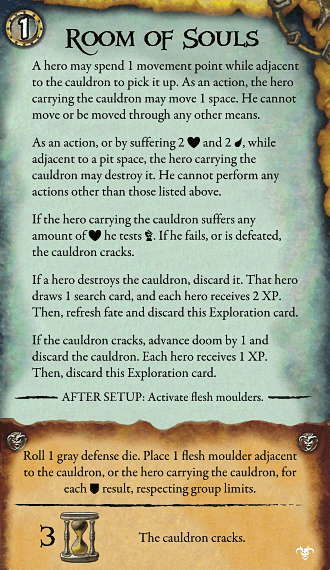 1
Room of Souls
A hero may spend 1 movement point while adjacent
to the cauldron to pick it up. As an action, the hero
carrying the cauldron may move 1 space. He cannot
move or be moved through any other means.
As an action, or by suffering 2 and 2 , while
adjacent to a pit space, the hero carrying the
cauldron may destroy it. He cannot perform any
actions other than those listed above.
If the hero carrying the cauldron suffers any
amount of he tests . If he fails, or is defeated,
the cauldron cracks.
If a hero destroys the cauldron, discard it. That hero
draws 1 search card, and each hero receives 2 XP.
Then, refresh fate and discard this Exploration card.
If the cauldron cracks, advance doom by 1 and
discard the cauldron. Each hero receives 1 XP.
Then, discard this Exploration card.
AFTER SETUP: Activate flesh moulders.
Roll 1 gray defense die. Place 1 flesh moulder adjacent
to the cauldron, or the hero carrying the cauldron, for
each result, respecting group limits.
3 The cauldron cracks.